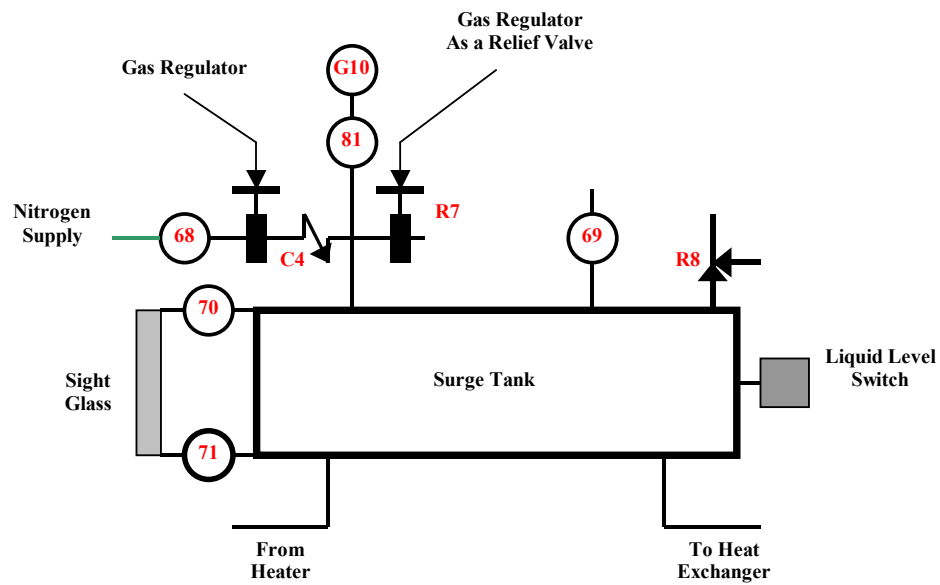 Gas Regulator
As a Relief Valve
Gas Regulator
G10
81
Nitrogen
Supply
68
C4
R7
69
R8
70
Sight
Glass
71
Surge Tank
Liquid Level
Switch
From
Heater
To Heat
Exchanger